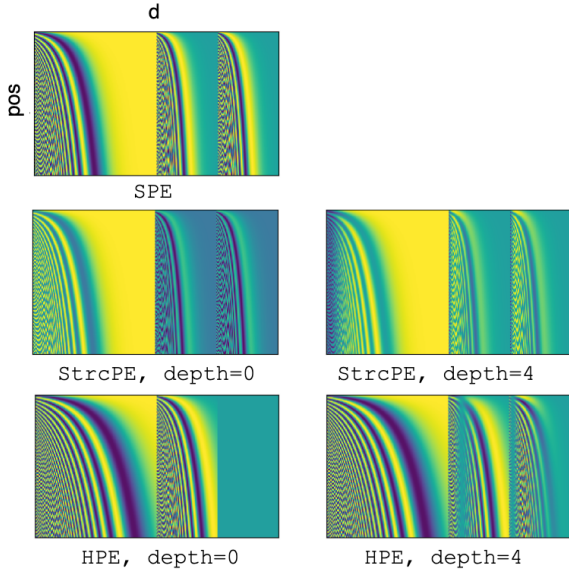 d
pos
SPE
StrcPE, depth=0
StrcPE, depth=4
HPE, depth=0
HPE, depth=4